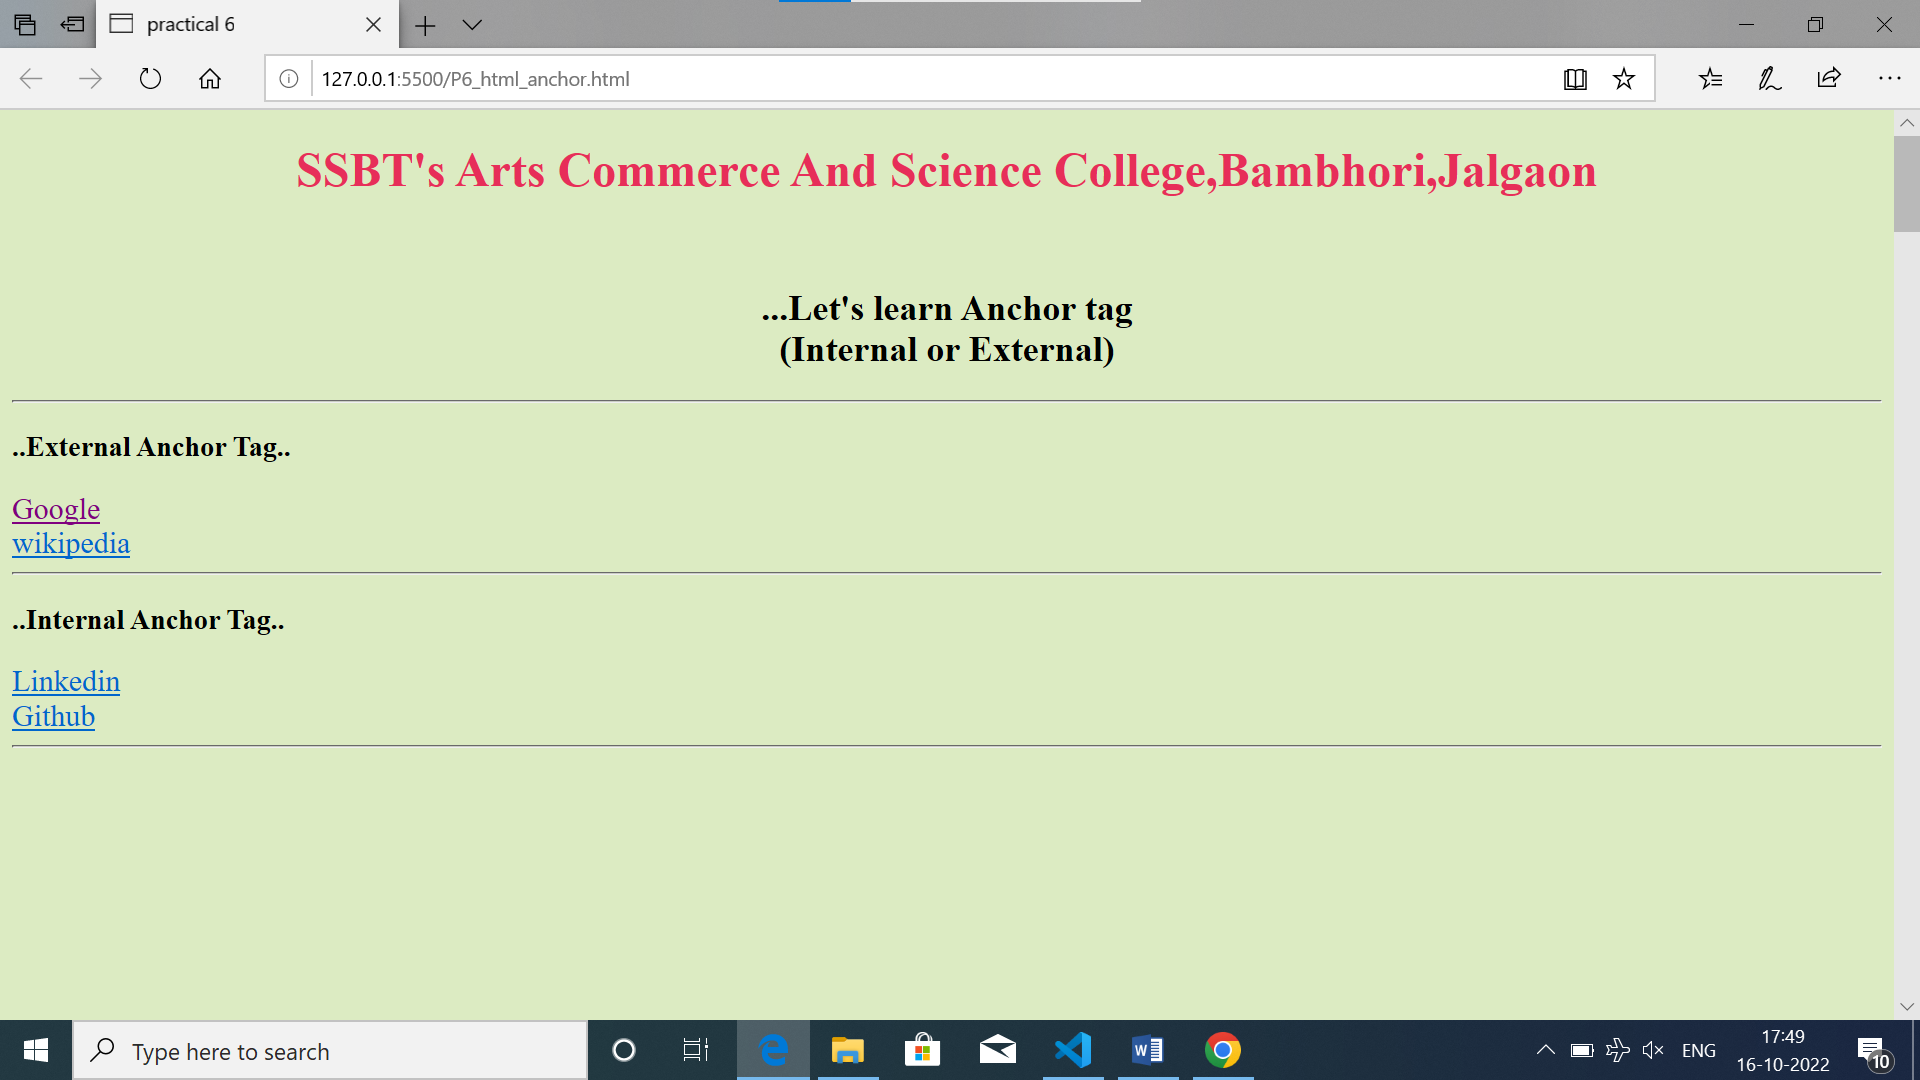 practical 6
127.0.0.1:5500/P6_html_anchor.html
SSBT's Arts Commerce And Science College,Bambhori,Jalgaon
...Let's learn Anchor tag
(Internal or External)
..External Anchor Tag..
Google
wikipedia
..Internal Anchor Tag..
Linkedin
Github
Type here to search
W
ENG
17:49
16-10-2022
10